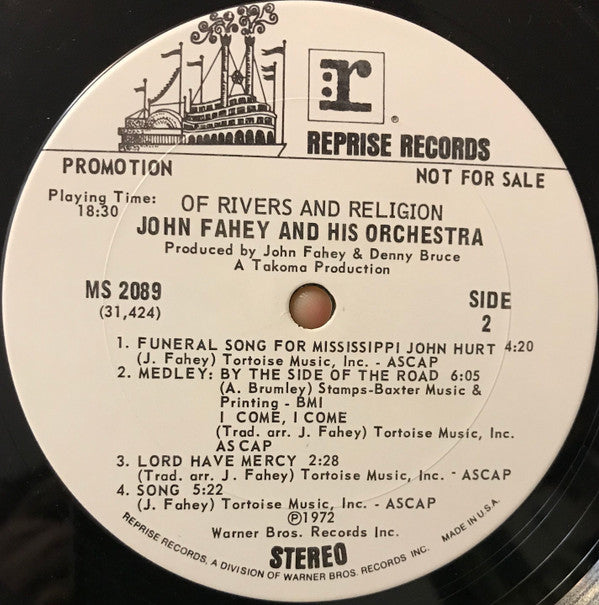 r
®
REPRISE RECORDS
PROMOTION
NOT FOR SALE
Playing Time:
18:30
OF RIVERS AND RELIGION
JOHN FAHEY AND HIS ORCHESTRA
Produced by John Fahey & Denny Bruce
A Takoma Production
MS 2089
(31,424)
SIDE
2
1. FUNERAL SONG FOR MISSISSIPPI JOHN HURT 4:20
(J. Fahey) Tortoise Music, Inc. - ASCAP
2. MEDLEY: BY THE SIDE OF THE ROAD 6:05
(A. Brumley) Stamps-Baxter Music &
Printing - BMI
I COME, I COME
(Trad. arr. J. Fahey) Tortoise Music, Inc.
ASCAP
3. LORD HAVE MERCY 2:28
(Trad. arr. J. Fahey) Tortoise Music, Inc. - ASCAP
4. SONG 5:22
(J. Fahey) Tortoise Music, Inc. - ASCAP
℗1972
Warner Bros. Records Inc.
STEREO
REPRISE RECORDS, A DIVISION OF WARNER BROS. RECORDS INC. MADE IN U.S.A.